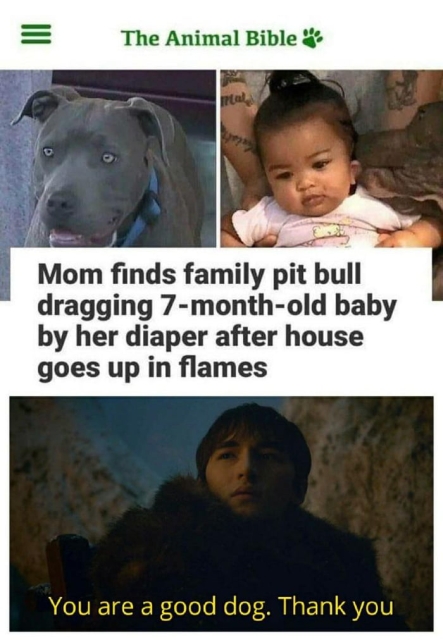 The Animal Bible
Mom finds family pit bull
dragging 7-month-old baby
by her diaper after house
goes up in flames
You are a good dog. Thank you